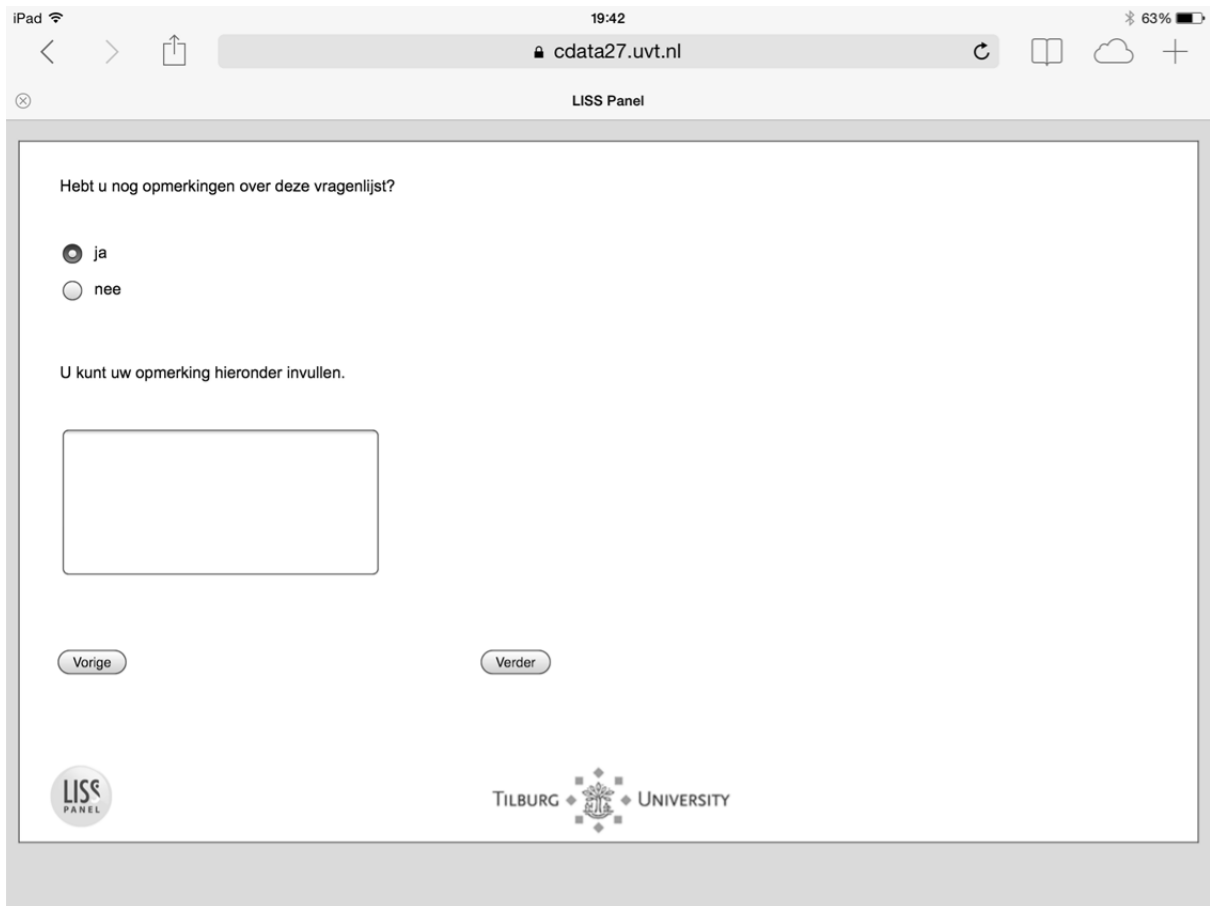 iPad 19:42 63%
cdata27.uvt.nl
LISS Panel
Hebt u nog opmerkingen over deze vragenlijst?
ja
nee
U kunt uw opmerking hieronder invullen.
Vorige Verder
LISS
PANEL
TILBURG UNIVERSITY